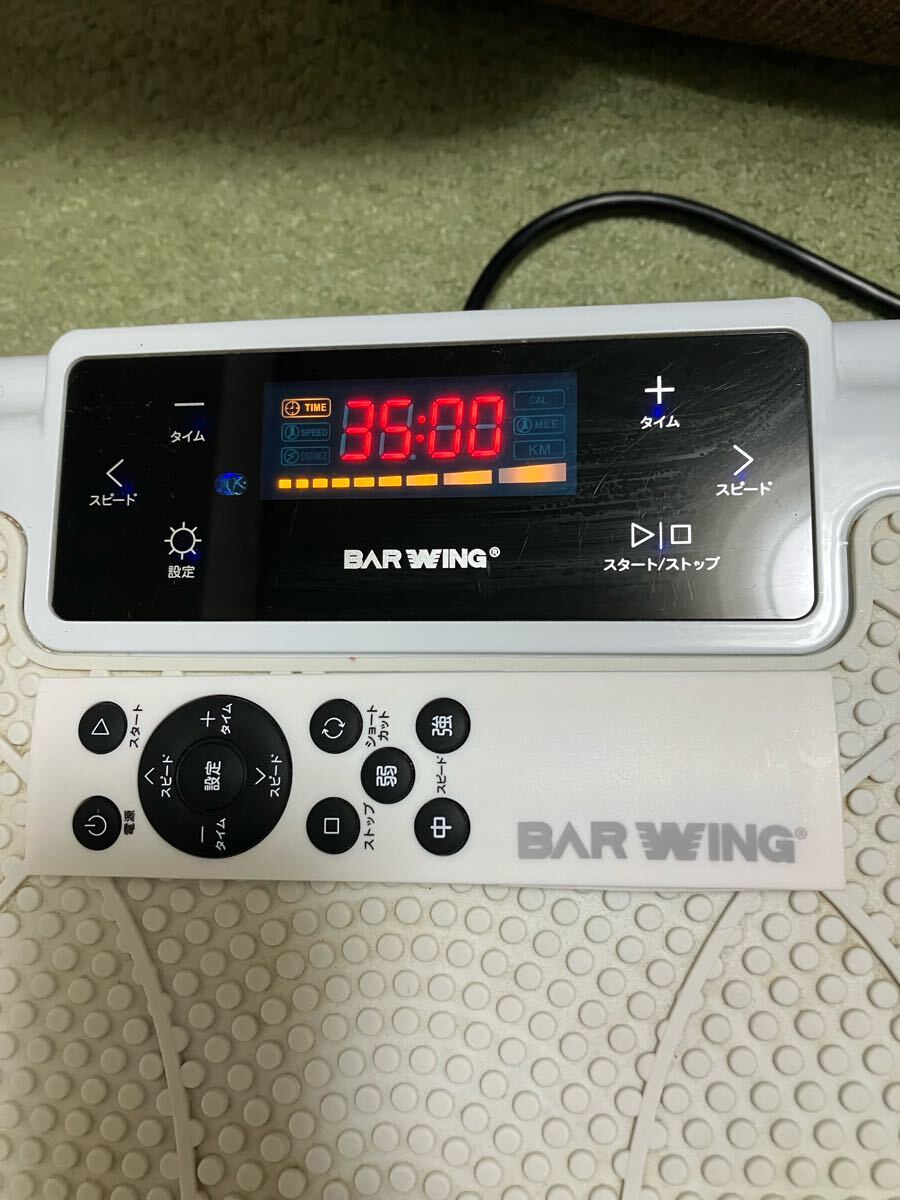 TIME
SPEED
DISTANCE
35:00
CAL
MILE
KM
− タイム
+ タイム
< スピード
> スピード
設定
▷|□
スタート/ストップ
BAR WING®
スタート
電源
+ タイム
スピード
設定
スピード
− タイム
ショート
カット
ストップ
弱
強
スピード
中
BAR WING®